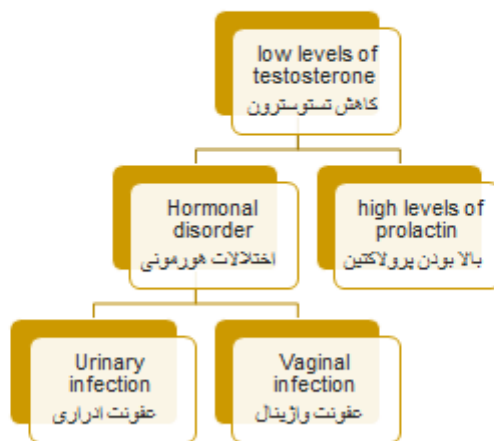 low levels of
testosterone
کاهش تستوسترون
Hormonal
disorder
اختلالات هورمونی
high levels of
prolactin
بالا بودن پرولاکتین
Urinary
infection
عفونت ادراری
Vaginal
infection
عفونت واژینال